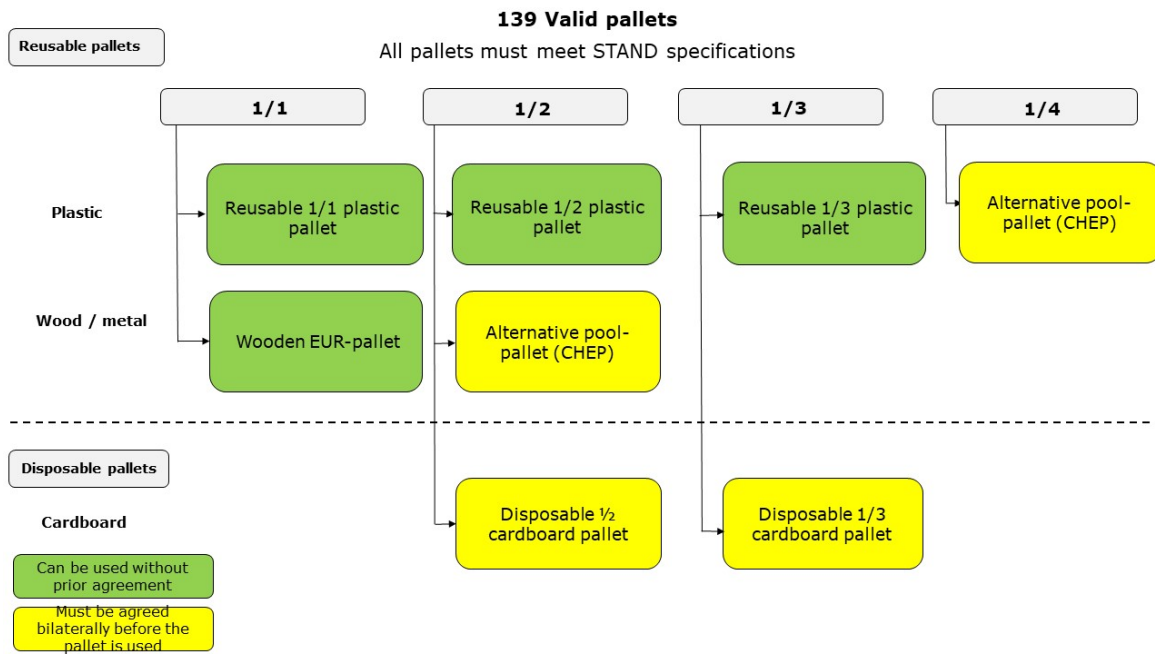 139 Valid pallets
Reusable pallets
All pallets must meet STAND specifications
1/1
1/2
1/3
1/4
Plastic
Reusable 1/1 plastic
pallet
Reusable 1/2 plastic
pallet
Reusable 1/3 plastic
pallet
Alternative pool-
pallet (CHEP)
Wood / metal
Wooden EUR-pallet
Alternative pool-
pallet (CHEP)
Disposable pallets
Cardboard
Disposable ½
cardboard pallet
Disposable 1/3
cardboard pallet
Can be used without
prior agreement
Must be agreed
bilaterally before the
pallet is used